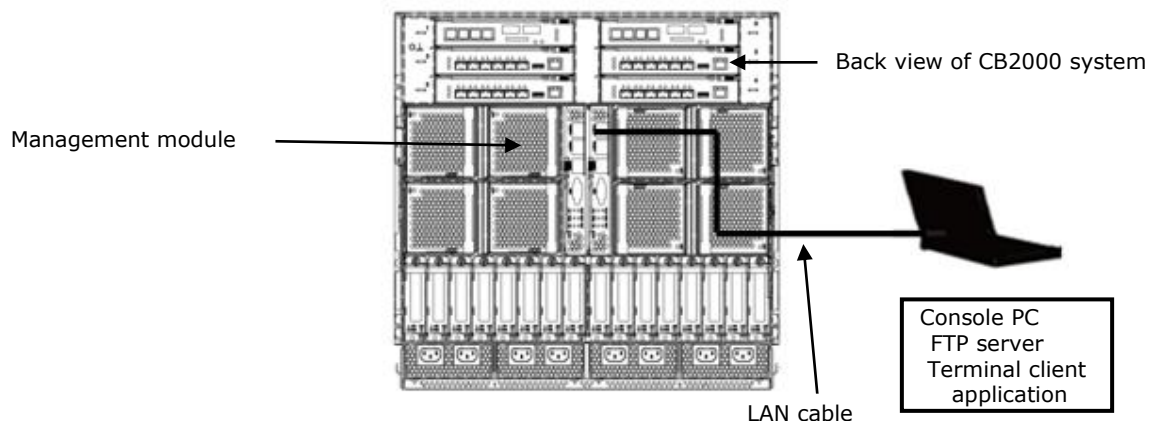 Back view of CB2000 system
Management module
Console PC
FTP server
Terminal client
application
LAN cable